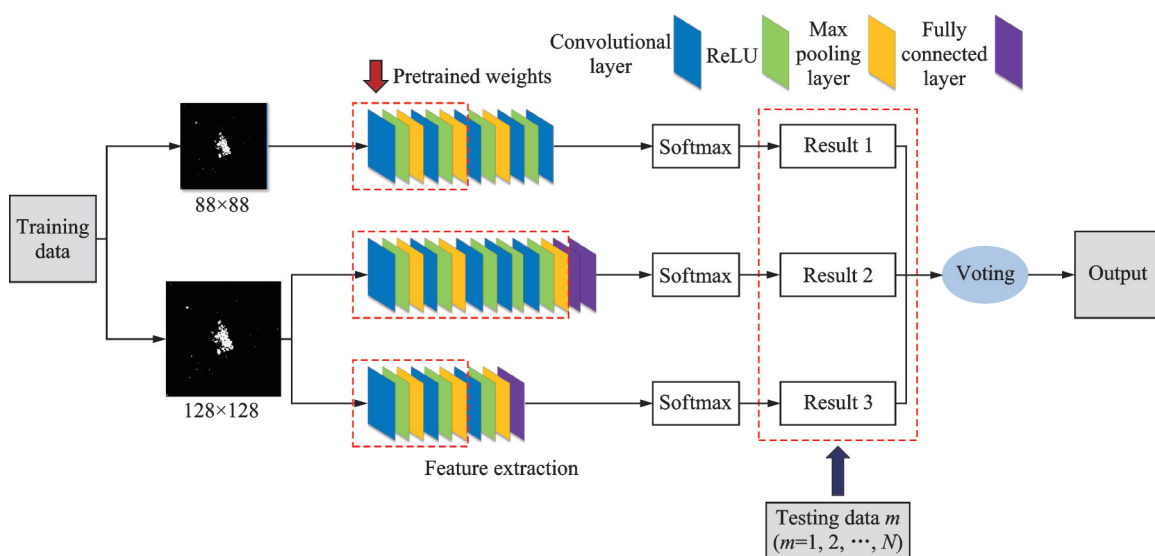 Convolutional
layer
ReLU
Max
pooling
layer
Fully
connected
layer
Pretrained weights
88×88
Softmax
Result 1
Training
data
Softmax
Result 2
Voting
Output
128×128
Softmax
Result 3
Feature extraction
Testing data m
(m=1, 2, ···, N)